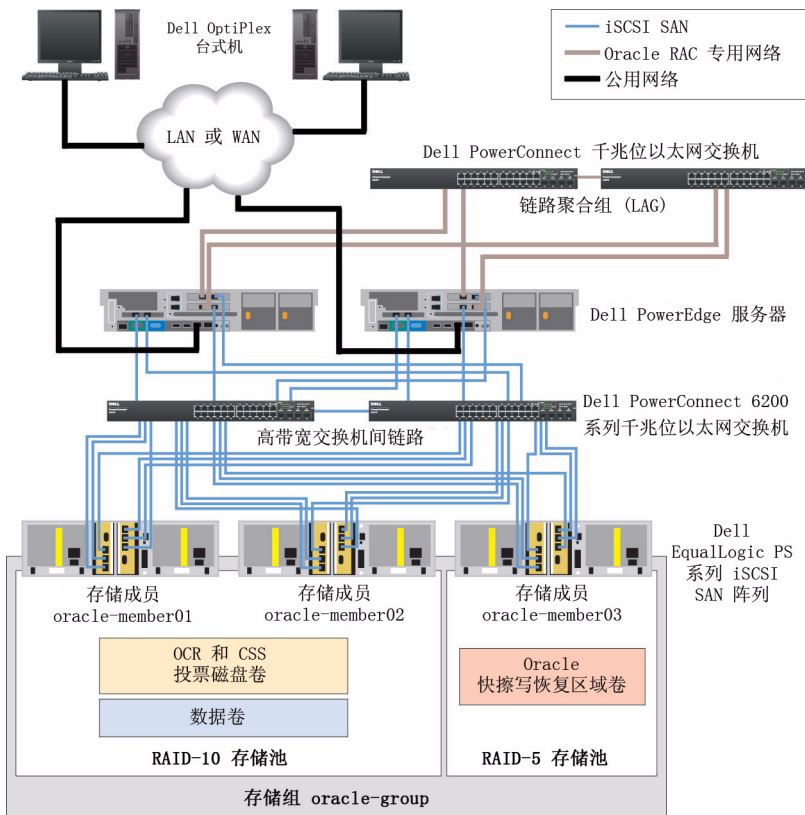 Dell OptiPlex
台式机
iSCSI SAN
Oracle RAC 专用网络
公用网络
LAN 或 WAN
Dell PowerConnect 千兆位以太网交换机
链路聚合组 (LAG)
Dell PowerEdge 服务器
Dell PowerConnect 6200
系列千兆位以太网交换机
高带宽交换机间链路
Dell
EqualLogic PS
系列 iSCSI
SAN 阵列
存储成员
oracle-member01
存储成员
oracle-member02
存储成员
oracle-member03
OCR 和 CSS
投票磁盘卷
数据卷
Oracle
快擦写恢复区域卷
RAID-10 存储池
RAID-5 存储池
存储组 oracle-group